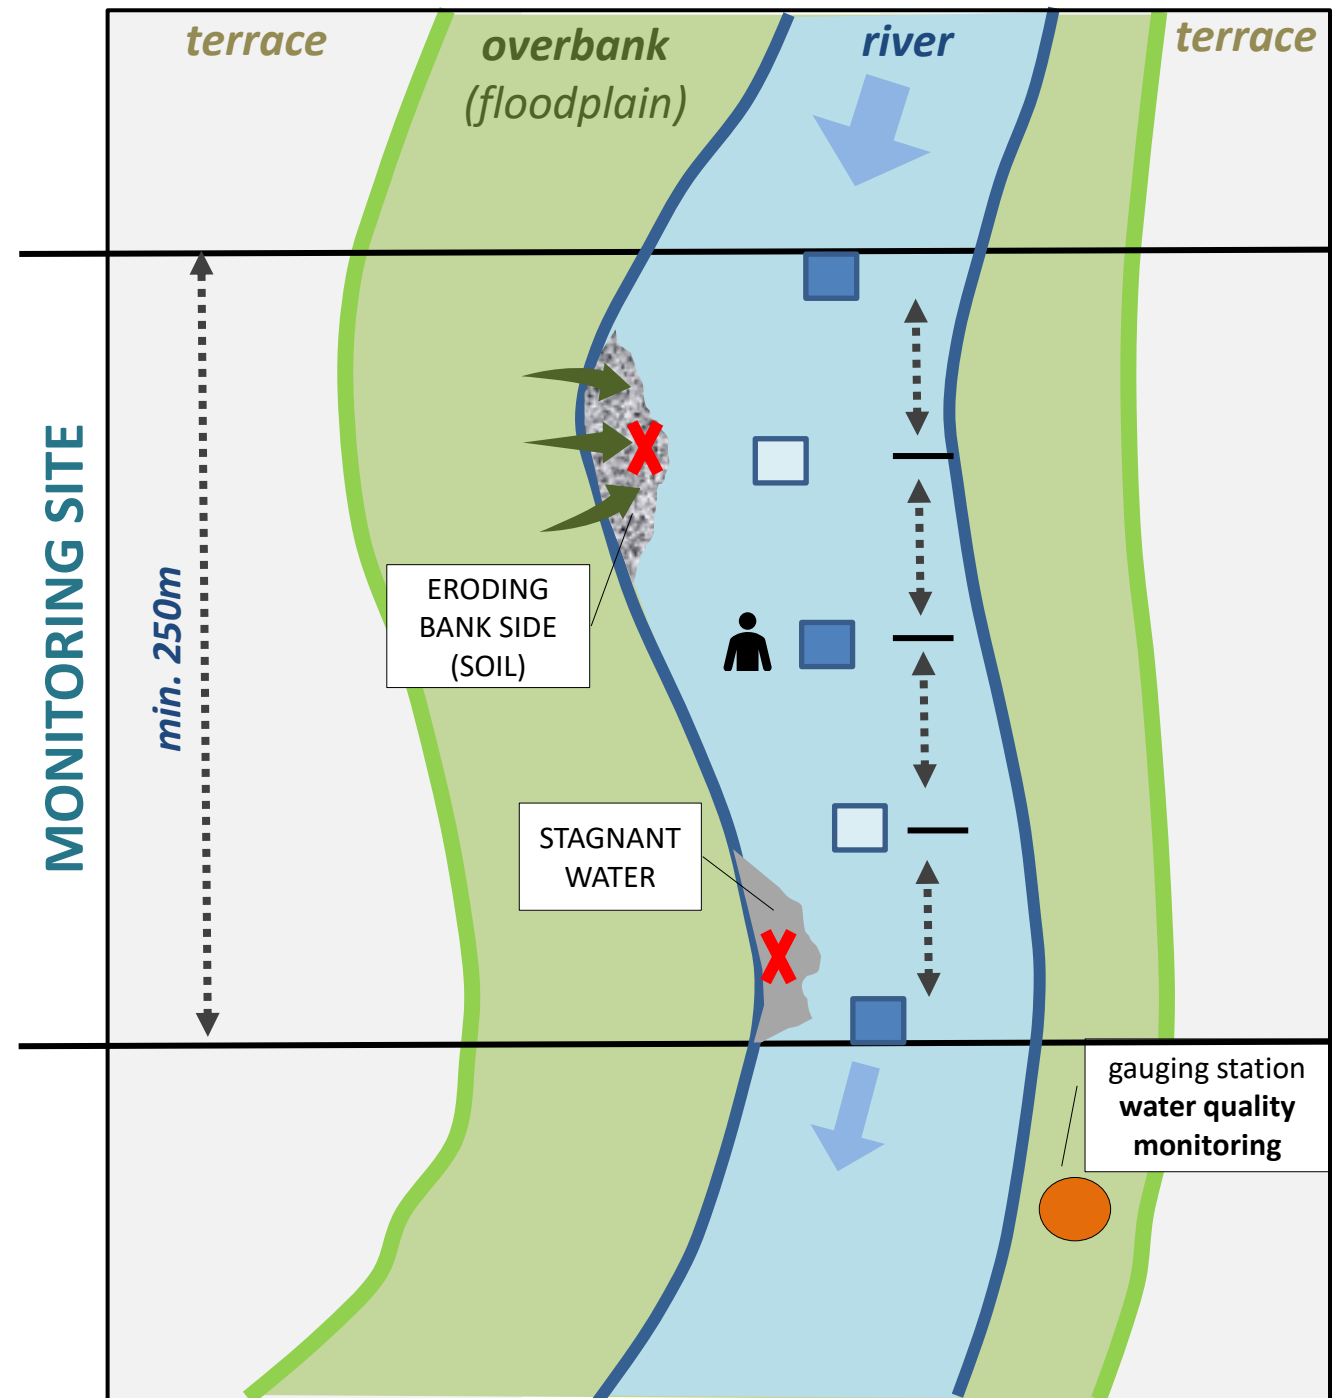 terrace
overbank
(floodplain)
river
terrace
MONITORING SITE
min. 250m
ERODING
BANK SIDE
(SOIL)
STAGNANT
WATER
gauging station
water quality
monitoring